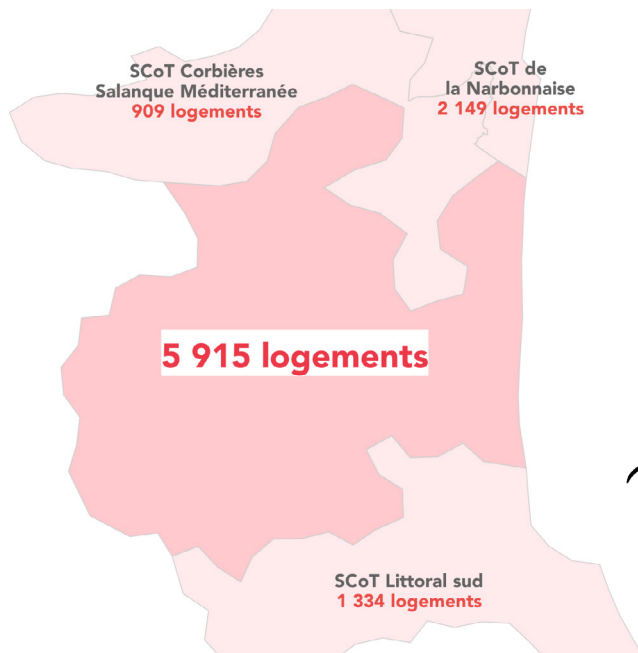 SCoT Corbières
Salanque Méditerranée
909 logements
SCoT de
la Narbonnaise
2 149 logements
5 915 logements
SCoT Littoral sud
1 334 logements